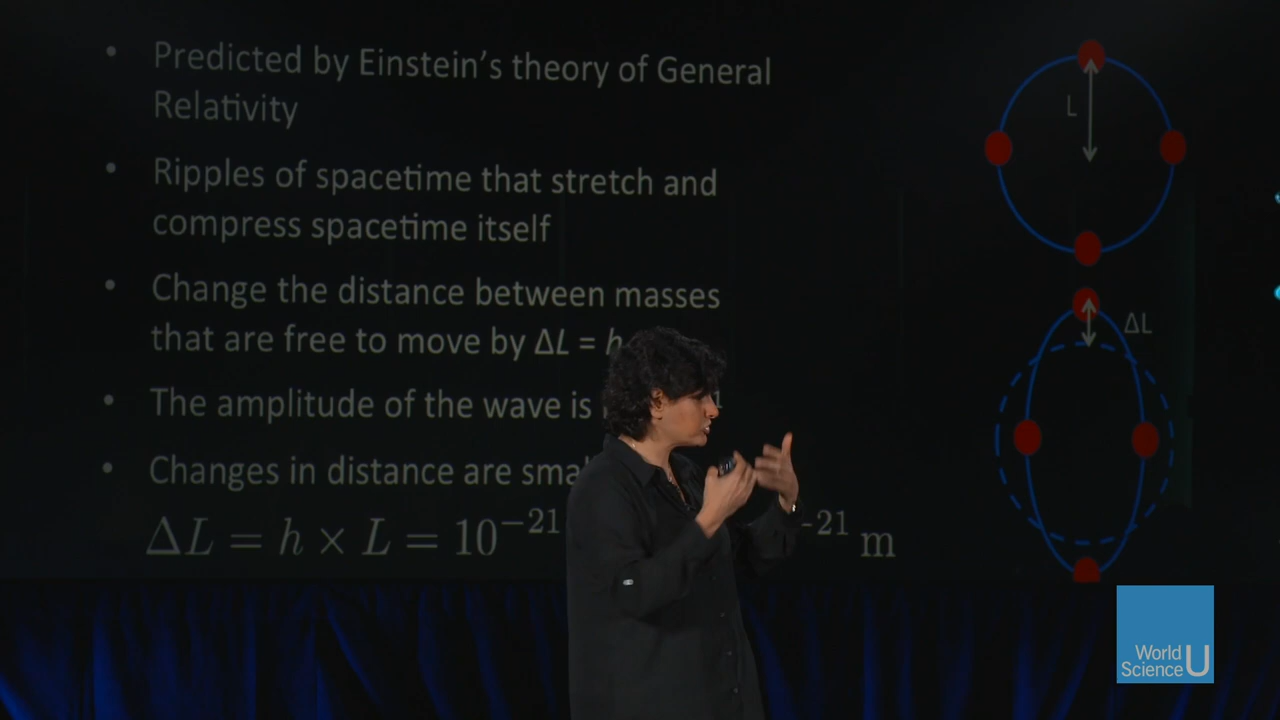 • Predicted by Einstein's theory of General
Relativity
• Ripples of spacetime that stretch and
compress spacetime itself
• Change the distance between masses
that are free to move by ΔL = h
• The amplitude of the wave is
• Changes in distance are
ΔL = h × L = 10⁻²¹ ⁻²¹ m
L
ΔL
World
Science U